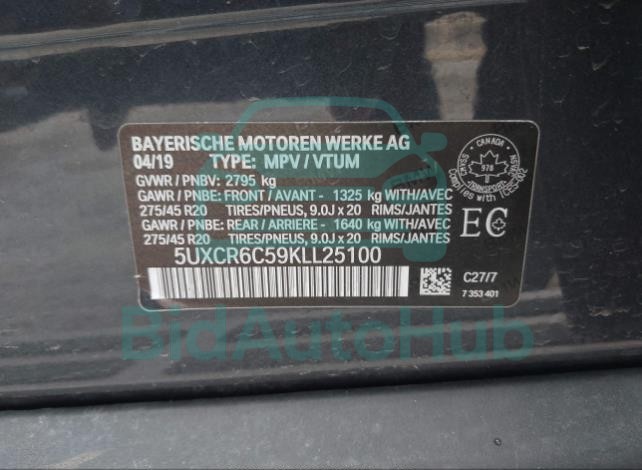 BAYERISCHE MOTOREN WERKE AG
04/19 TYPE: MPV / VTUM
GVWR / PNBV: 2795 kg
GAWR / PNBE: FRONT / AVANT - 1325 kg WITH/AVEC
275/45 R20 TIRES/PNEUS, 9.0J x 20 RIMS/JANTES
GAWR / PNBE: REAR / ARRIERE - 1640 kg WITH/AVEC
275/45 R20 TIRES/PNEUS, 9.0J x 20 RIMS/JANTES
5UXCR6C59KLL25100
CANADA
978
TRANSPORT
EC
C27/7
7 353 401
BidAutoHub